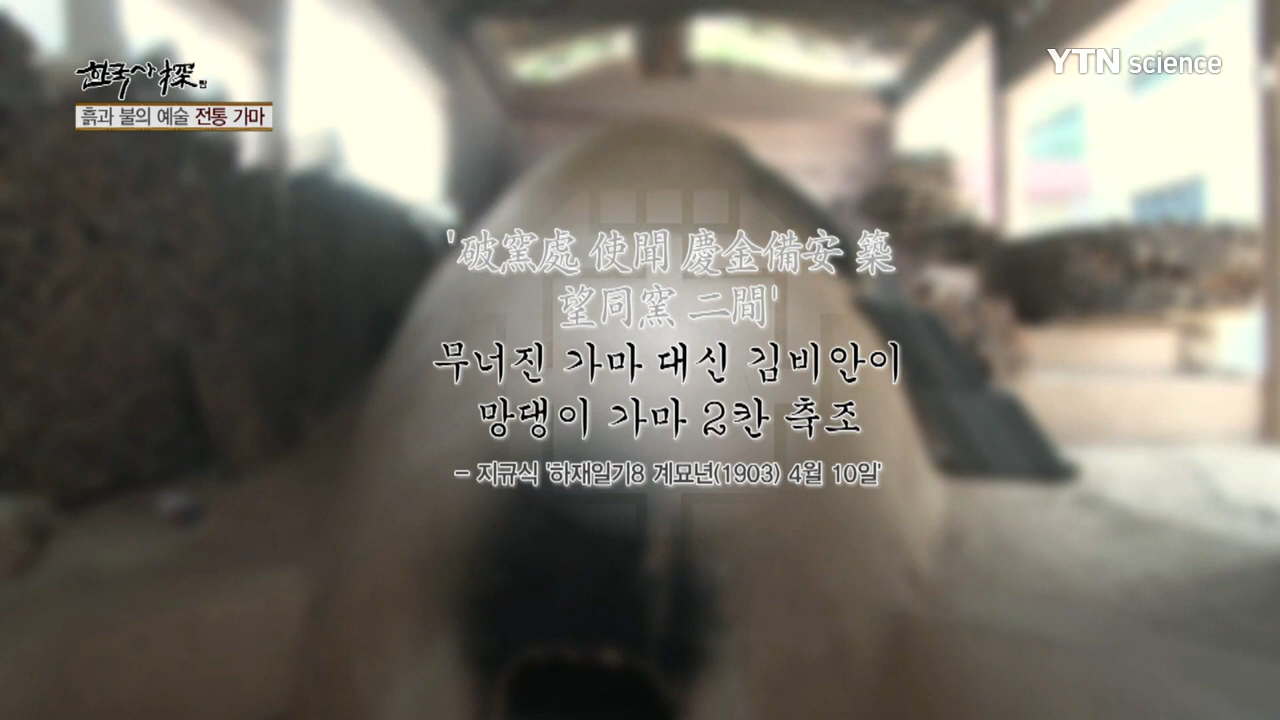 한국사 探 탄
흙과 불의 예술 전통 가마
YTN science
'破窯處 使聞慶金備安 築
望同窯 二間'
무너진 가마 대신 김비안이
망댕이 가마 2칸 축조
- 지규식 '하재일기8 계묘년(1903) 4월 10일'